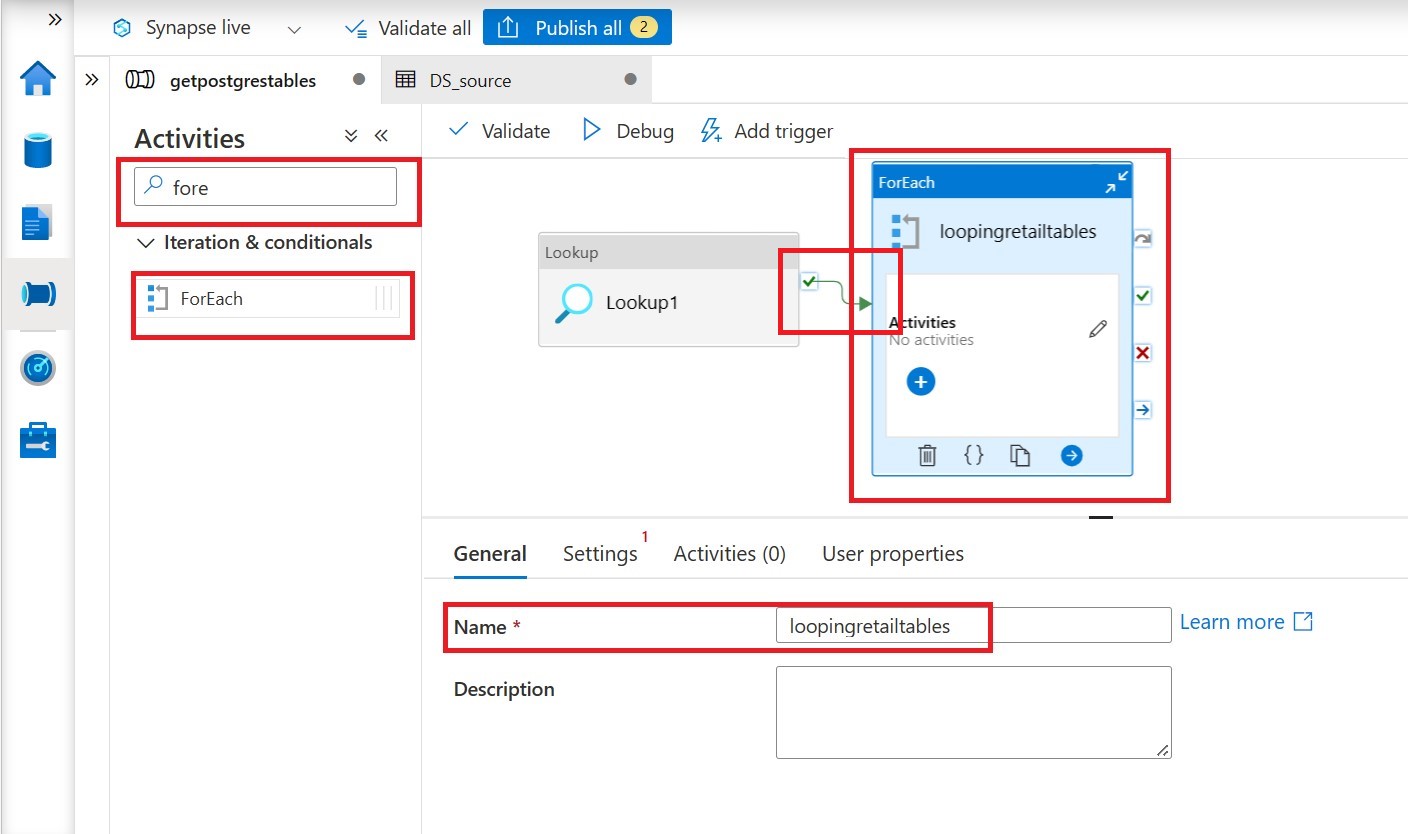 Synapse live
Validate all
Publish all 2
getpostgrestables
DS_source
Activities
fore
Iteration & conditionals
ForEach
Validate
Debug
Add trigger
Lookup
Lookup1
ForEach
loopingretailtables
Activities
No activities
General
Settings 1
Activities (0)
User properties
Name *
loopingretailtables
Learn more
Description